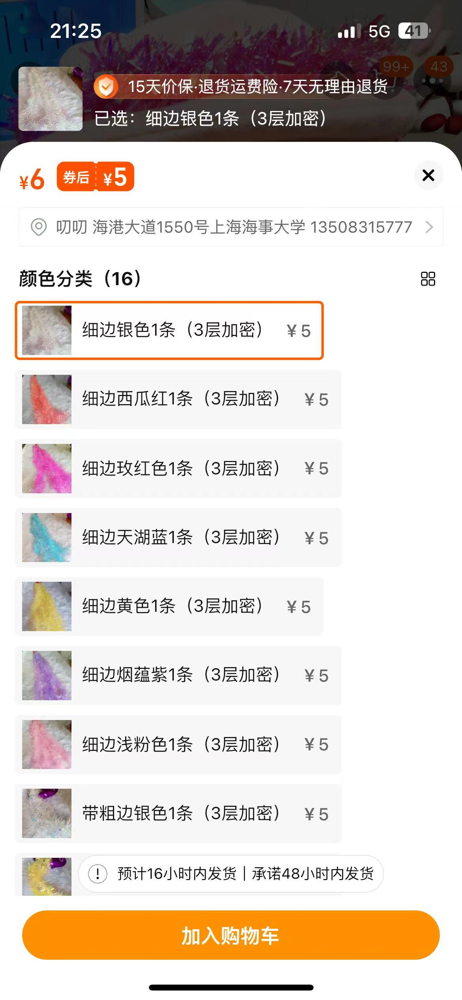 21:25
5G 41
99+ 43
15天价保·退货运费险·7天无理由退货
已选：细边银色1条（3层加密）
¥6 券后 ¥5
叨叨 海港大道1550号上海海事大学 13508315777
颜色分类（16）
细边银色1条（3层加密） ¥5
细边西瓜红1条（3层加密） ¥5
细边玫红色1条（3层加密） ¥5
细边天湖蓝1条（3层加密） ¥5
细边黄色1条（3层加密） ¥5
细边烟蕴紫1条（3层加密） ¥5
细边浅粉色1条（3层加密） ¥5
带粗边银色1条（3层加密） ¥5
预计16小时内发货｜承诺48小时内发货
加入购物车